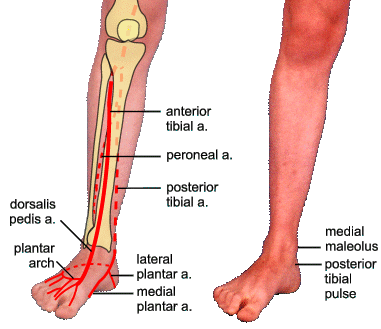 anterior
tibial a.
peroneal a.
posterior
tibial a.
dorsalis
pedis a.
plantar
arch
lateral
plantar a.
medial
plantar a.
medial
maleolus
posterior
tibial
pulse